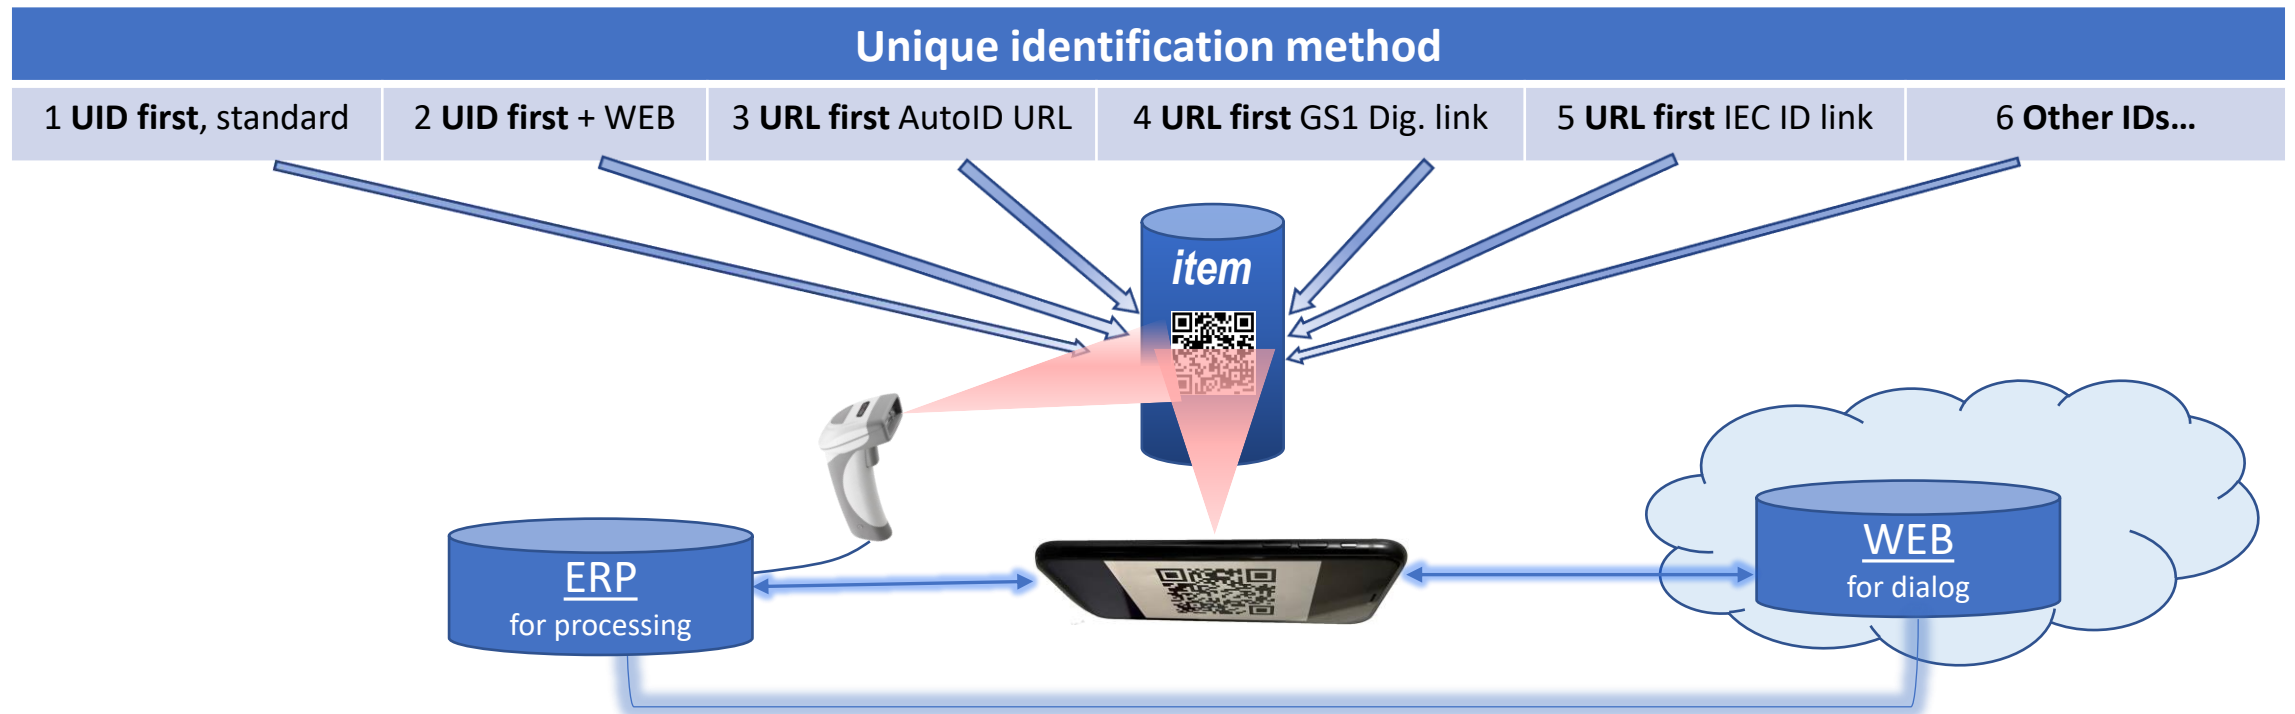 Unique identification method
1 UID first, standard
2 UID first + WEB
3 URL first AutoID URL
4 URL first GS1 Dig. link
5 URL first IEC ID link
6 Other IDs...
item
ERP
for processing
WEB
for dialog